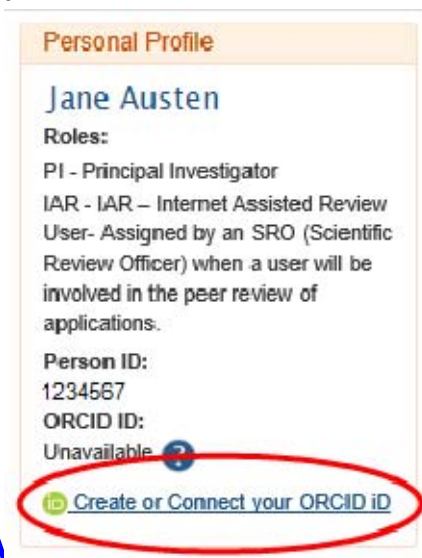 Personal Profile
Jane Austen
Roles:
PI - Principal Investigator
IAR - IAR – Internet Assisted Review
User- Assigned by an SRO (Scientific
Review Officer) when a user will be
involved in the peer review of
applications.
Person ID:
1234567
ORCID ID:
Unavailable ?
iD Create or Connect your ORCID iD